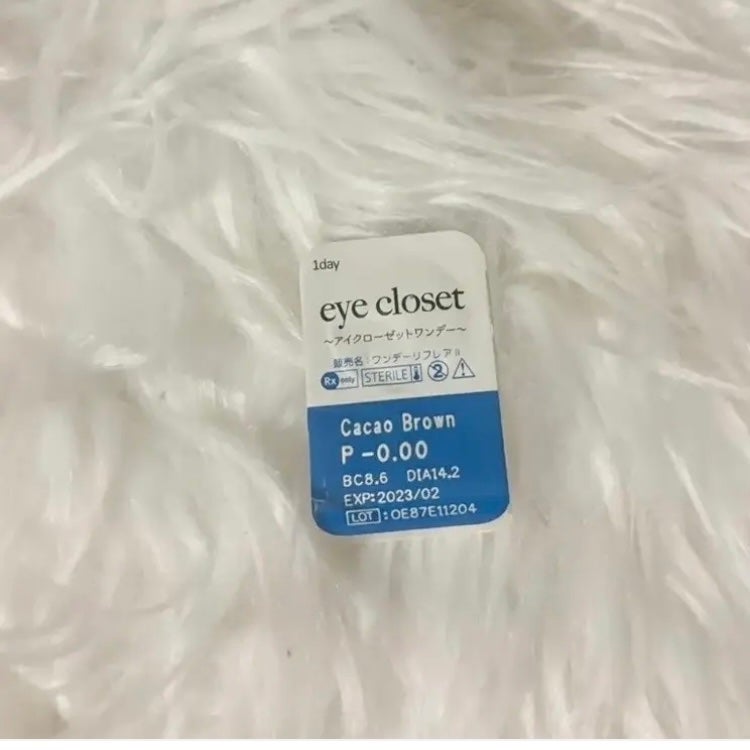 1day
eye closet
~アイクローゼットワンデー~
販売名:ワンデーリフレアⅡ
Rx only STERILE 2
Cacao Brown
P -0.00
BC8.6 DIA14.2
EXP:2023/02
LOT :OE87E11204